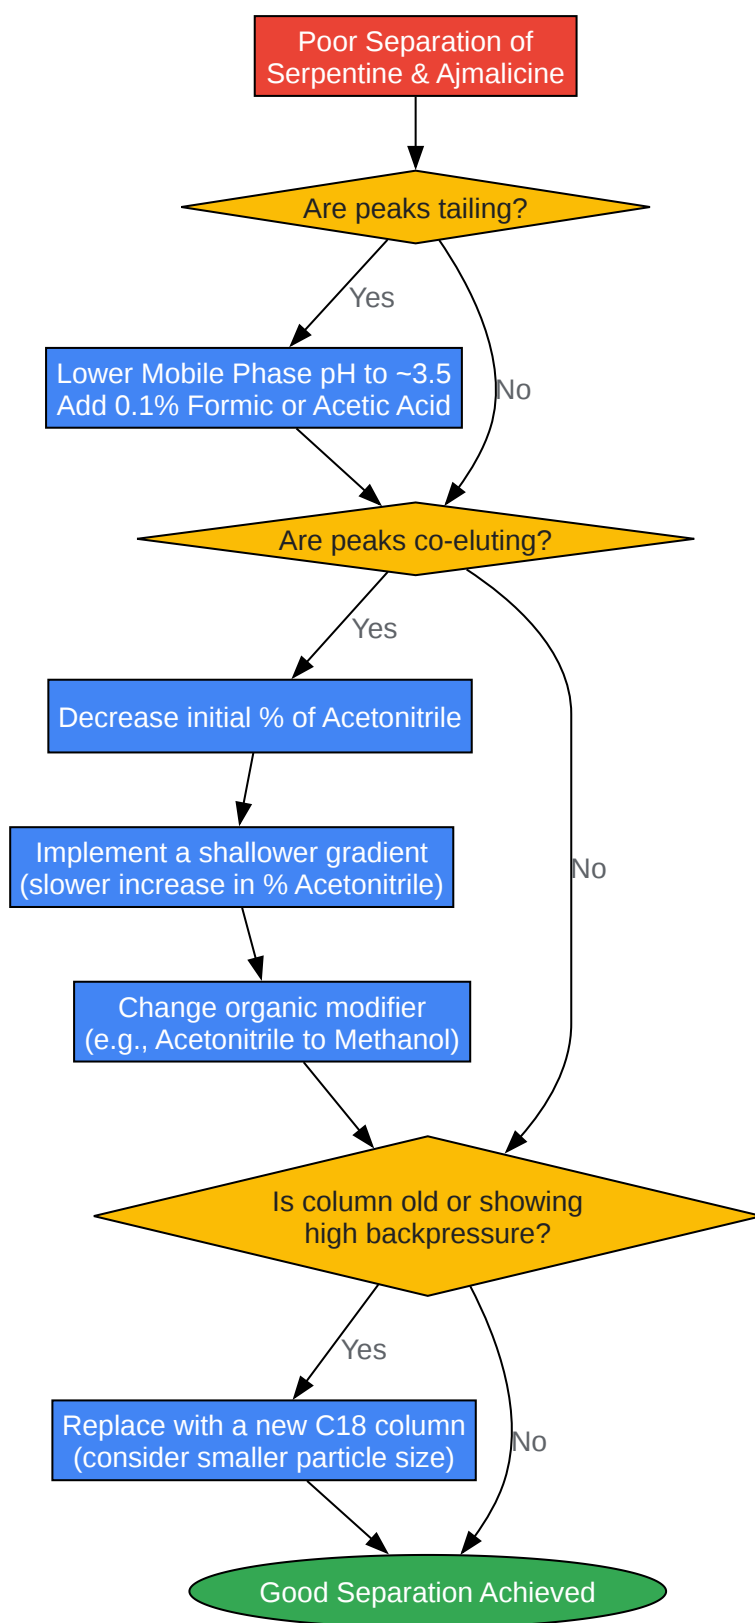 Poor Separation of
Serpentine & Ajmalicine
Are peaks tailing?
Yes
Lower Mobile Phase pH to ~3.5
Add 0.1% Formic or Acetic Acid
No
Are peaks co-eluting?
Yes
Decrease initial % of Acetonitrile
Implement a shallower gradient
(slower increase in % Acetonitrile)
No
Change organic modifier
(e.g., Acetonitrile to Methanol)
Is column old or showing
high backpressure?
Yes
Replace with a new C18 column
(consider smaller particle size)
No
Good Separation Achieved